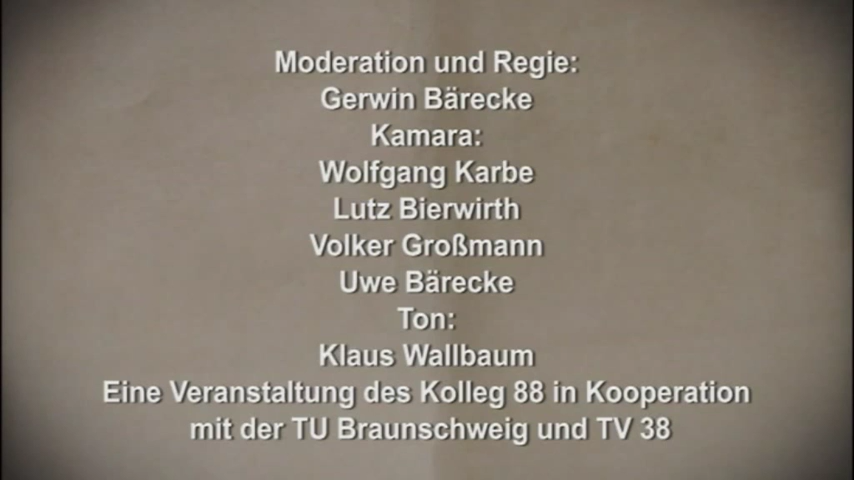 Moderation und Regie:
Gerwin Bärecke
Kamara:
Wolfgang Karbe
Lutz Bierwirth
Volker Großmann
Uwe Bärecke
Ton:
Klaus Wallbaum
Eine Veranstaltung des Kolleg 88 in Kooperation
mit der TU Braunschweig und TV 38